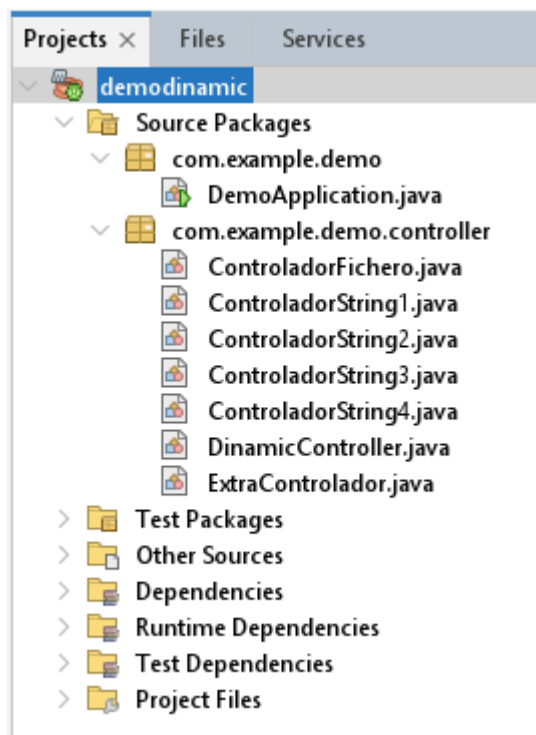 Projects × Files Services
demodinamic
Source Packages
com.example.demo
DemoApplication.java
com.example.demo.controller
ControladorFichero.java
ControladorString1.java
ControladorString2.java
ControladorString3.java
ControladorString4.java
DinamicController.java
ExtraControlador.java
Test Packages
Other Sources
Dependencies
Runtime Dependencies
Test Dependencies
Project Files